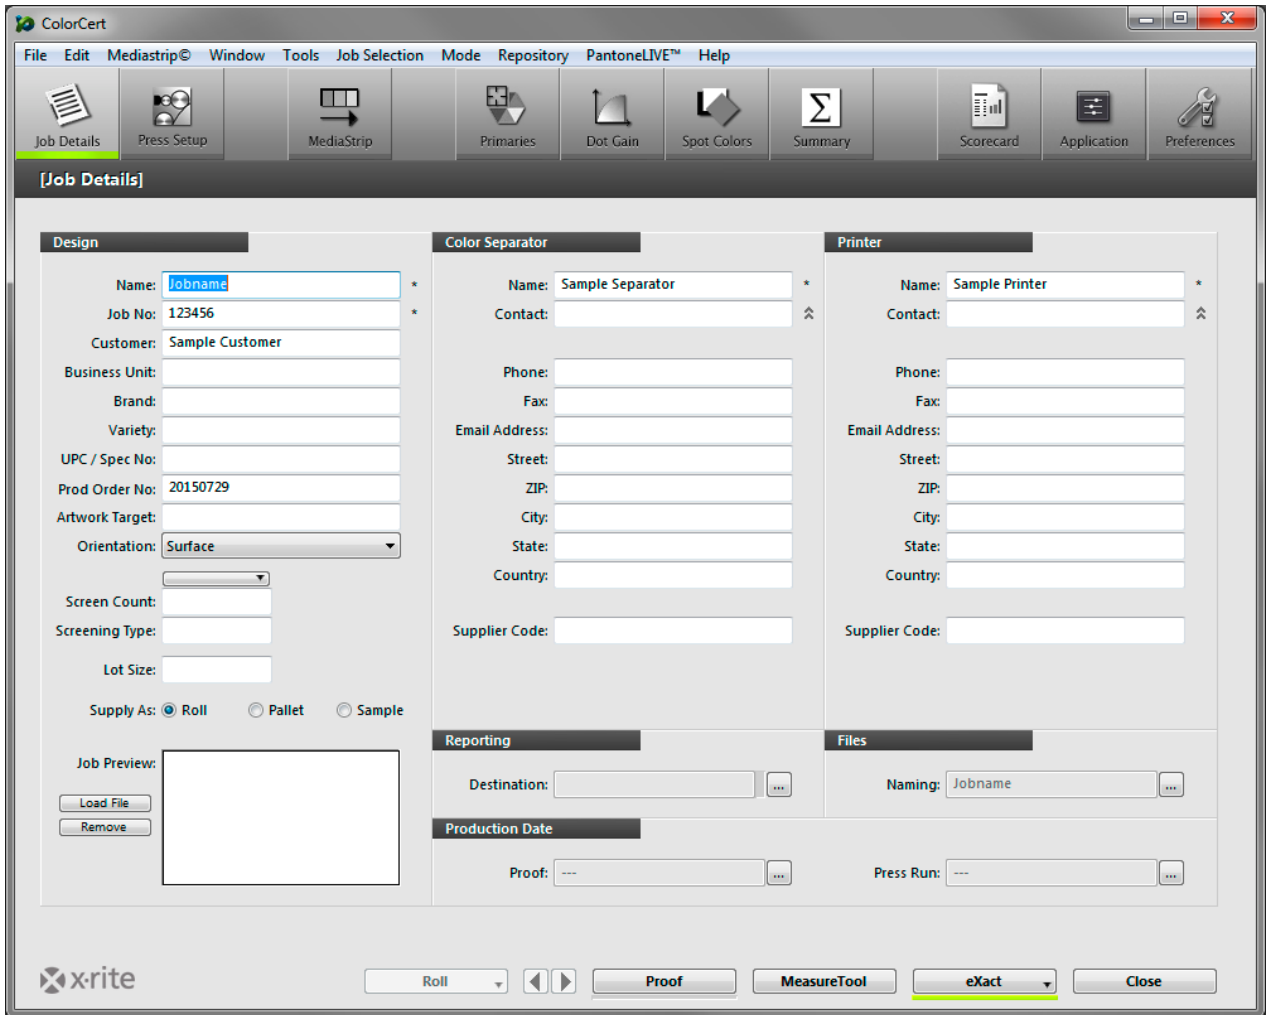 ColorCert
File Edit Mediastrip© Window Tools Job Selection Mode Repository PantoneLIVE™ Help
Job Details Press Setup MediaStrip Primaries Dot Gain Spot Colors Summary Scorecard Application Preferences
[Job Details]
Design
Name: Jobname *
Job No: 123456 *
Customer: Sample Customer
Business Unit:
Brand:
Variety:
UPC / Spec No:
Prod Order No: 20150729
Artwork Target:
Orientation: Surface
Screen Count:
Screening Type:
Lot Size:
Supply As: Roll Pallet Sample
Job Preview:
Load File
Remove
Color Separator
Name: Sample Separator *
Contact:
Phone:
Fax:
Email Address:
Street:
ZIP:
City:
State:
Country:
Supplier Code:
Printer
Name: Sample Printer *
Contact:
Phone:
Fax:
Email Address:
Street:
ZIP:
City:
State:
Country:
Supplier Code:
Reporting
Destination: ...
Files
Naming: Jobname ...
Production Date
Proof: --- ...
Press Run: --- ...
x·rite
Roll Proof MeasureTool eXact Close